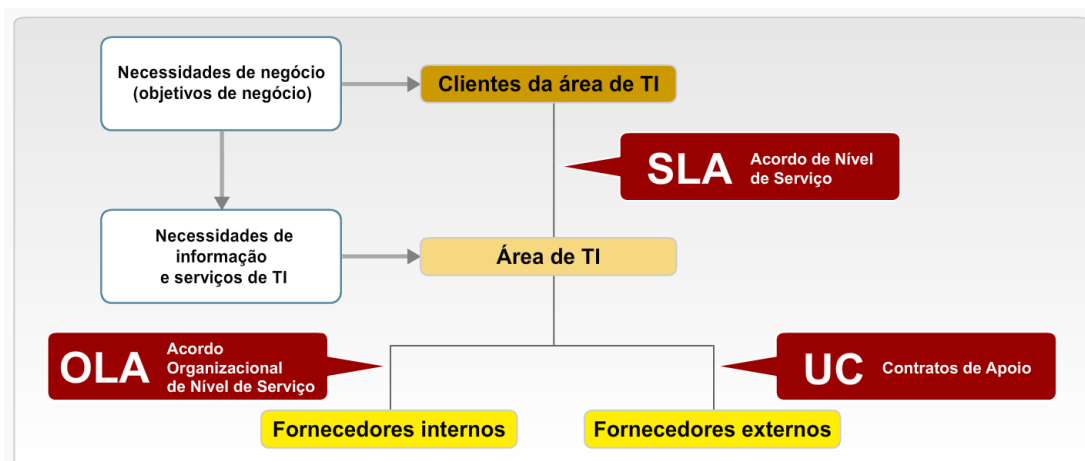 Necessidades de negócio
(objetivos de negócio)
Clientes da área de TI
SLA
Acordo de Nível
de Serviço
Necessidades de
informação
e serviços de TI
Área de TI
OLA
Acordo
Organizacional
de Nível de Serviço
UC
Contratos de Apoio
Fornecedores internos
Fornecedores externos